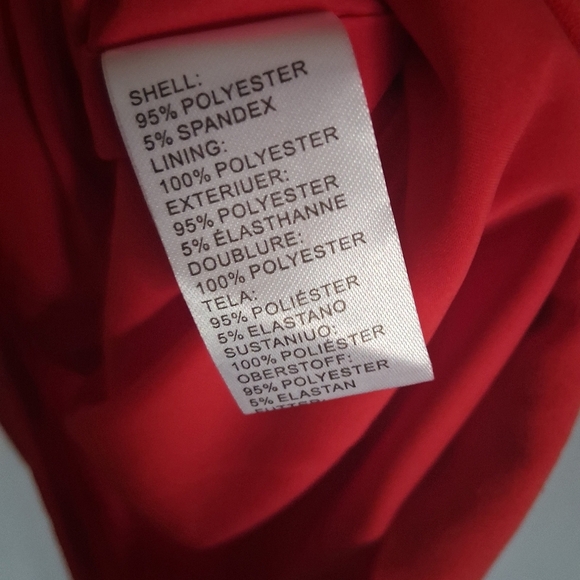 SHELL:
95% POLYESTER
5% SPANDEX
LINING:
100% POLYESTER
EXTERIUER:
95% POLYESTER
5% ÉLASTHANNE
DOUBLURE:
100% POLYESTER
TELA:
95% POLIÉSTER
5% ELASTANO
SUSTANIUO:
100% POLIÉSTER
OBERSTOFF:
95% POLYESTER
5% ELASTAN
FUTTER: